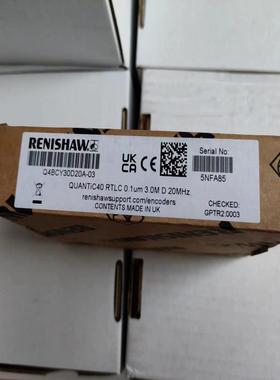 RENISHAW
Q4BCY30D20A-03
UK CA CE
Serial No
5NFA85
QUANTiC40 RTLC 0.1um 3.0M D 20MHz
renishawsupport.com/encoders
CONTENTS MADE IN UK
CHECKED:
GPTR2:0003